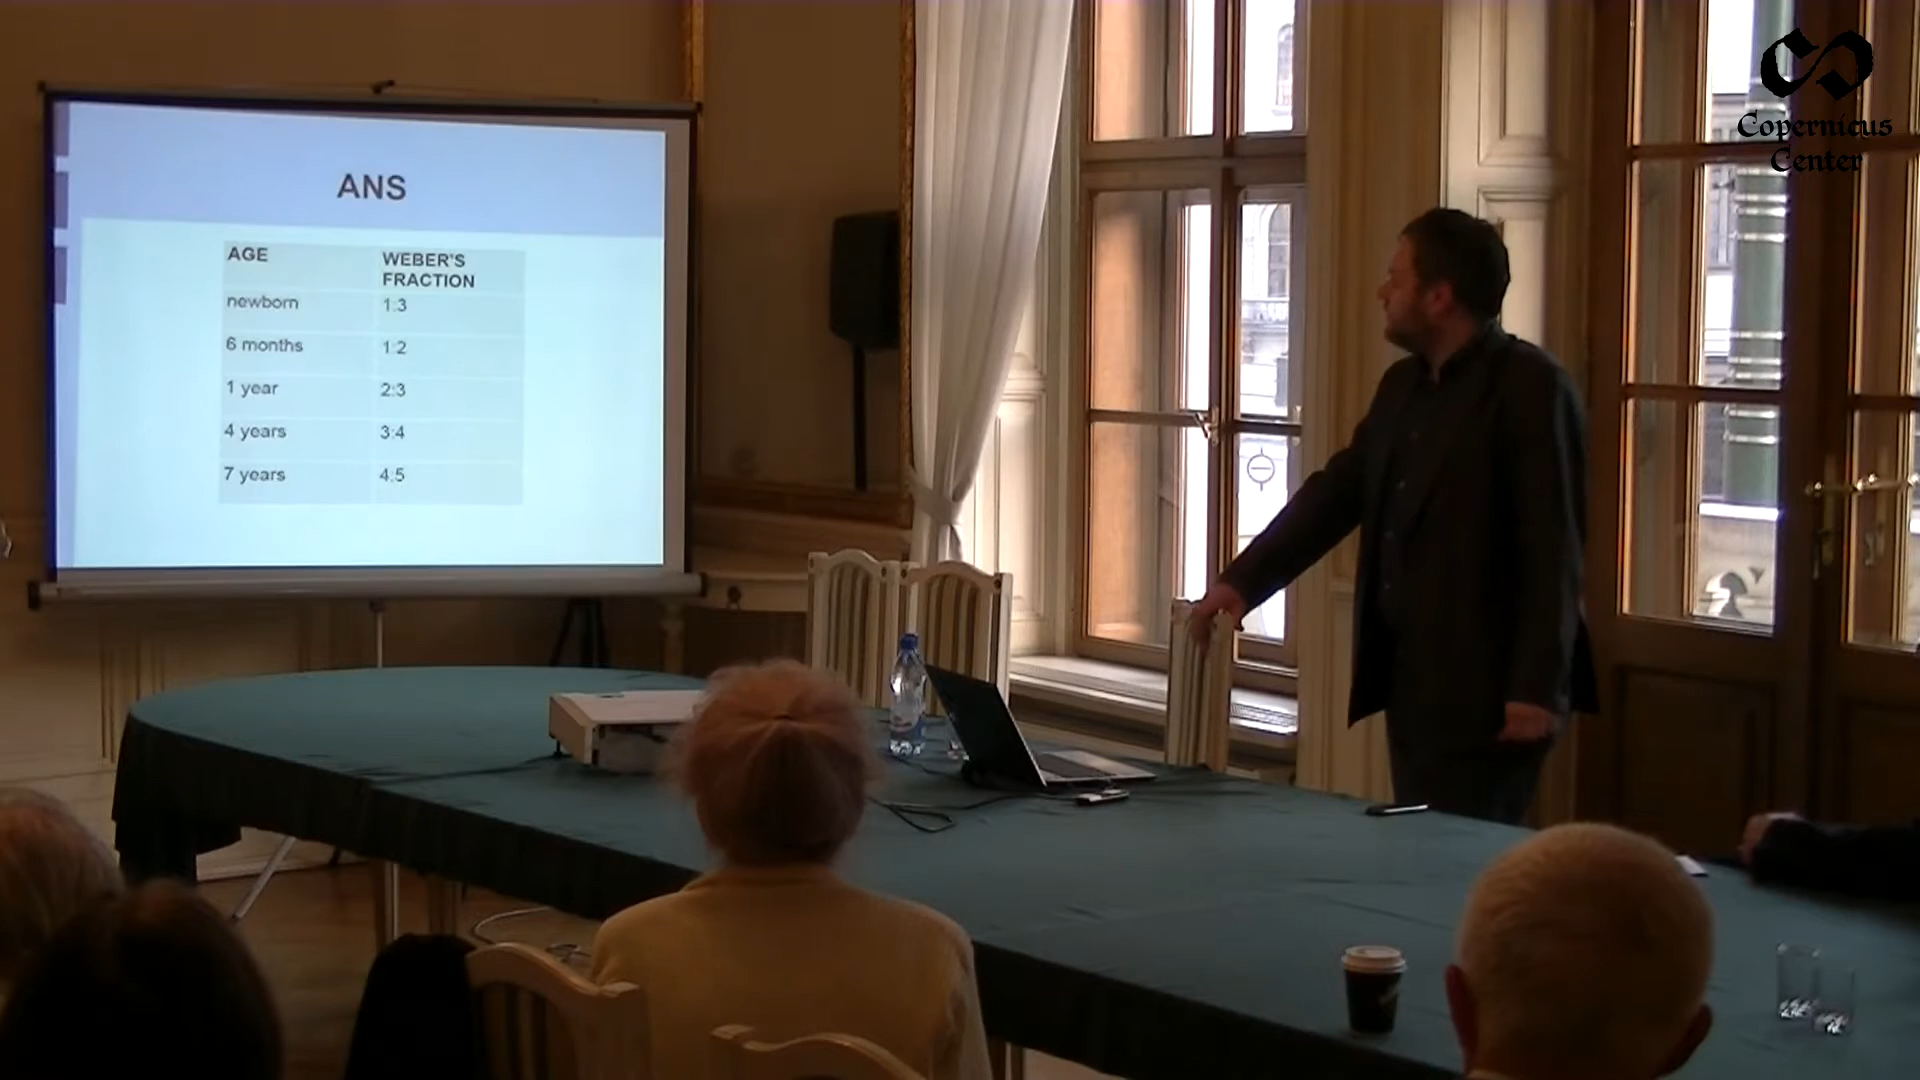 ANS
AGE WEBER'S
FRACTION
newborn 1:3
6 months 1:2
1 year 2:3
4 years 3:4
7 years 4:5
Copernicus
Center